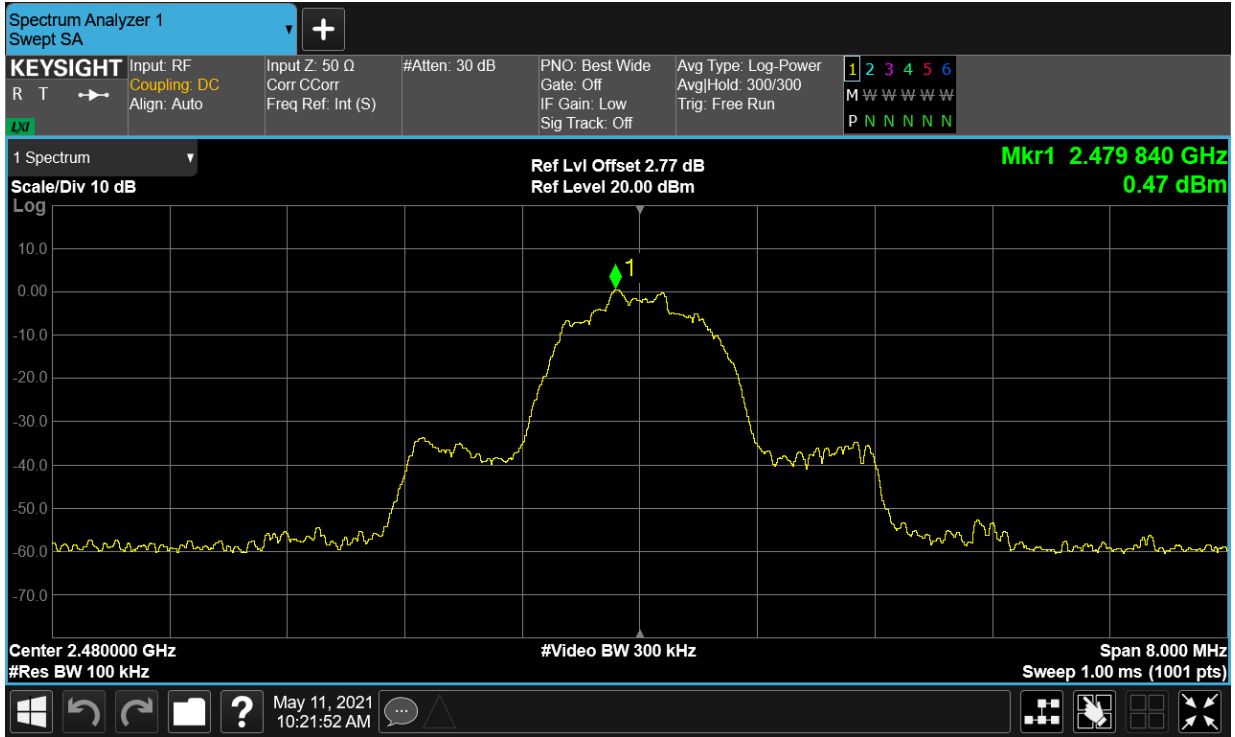 Spectrum Analyzer 1
Swept SA
KEYSIGHT
R T
LXI
Input: RF
Coupling: DC
Align: Auto
Input Z: 50 Ω
Corr CCorr
Freq Ref: Int (S)
#Atten: 30 dB
PNO: Best Wide
Gate: Off
IF Gain: Low
Sig Track: Off
Avg Type: Log-Power
Avg|Hold: 300/300
Trig: Free Run
1 2 3 4 5 6
M W W W W W
P N N N N N
1 Spectrum
Scale/Div 10 dB
Log
Ref Lvl Offset 2.77 dB
Ref Level 20.00 dBm
Mkr1 2.479 840 GHz
0.47 dBm
1
10.0
0.00
-10.0
-20.0
-30.0
-40.0
-50.0
-60.0
-70.0
Center 2.480000 GHz
#Video BW 300 kHz
Span 8.000 MHz
#Res BW 100 kHz
Sweep 1.00 ms (1001 pts)
?
May 11, 2021
10:21:52 AM